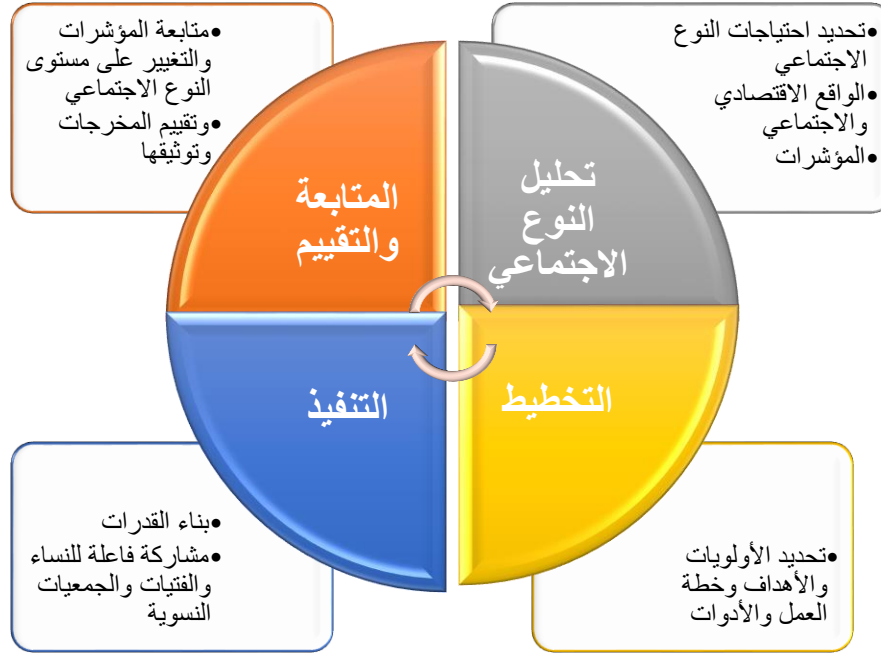 •تحديد احتياجات النوع
الاجتماعي
•الواقع الاقتصادي
والاجتماعي
•المؤشرات
•متابعة المؤشرات
والتغيير على مستوى
النوع الاجتماعي
•وتقييم المخرجات
وتوثيقها
تحليل
النوع
الاجتماعي
المتابعة
والتقييم
التخطيط
التنفيذ
•تحديد الأولويات
والأهداف وخطة
العمل والأدوات
•بناء القدرات
•مشاركة فاعلة للنساء
والفتيات والجمعيات
النسوية